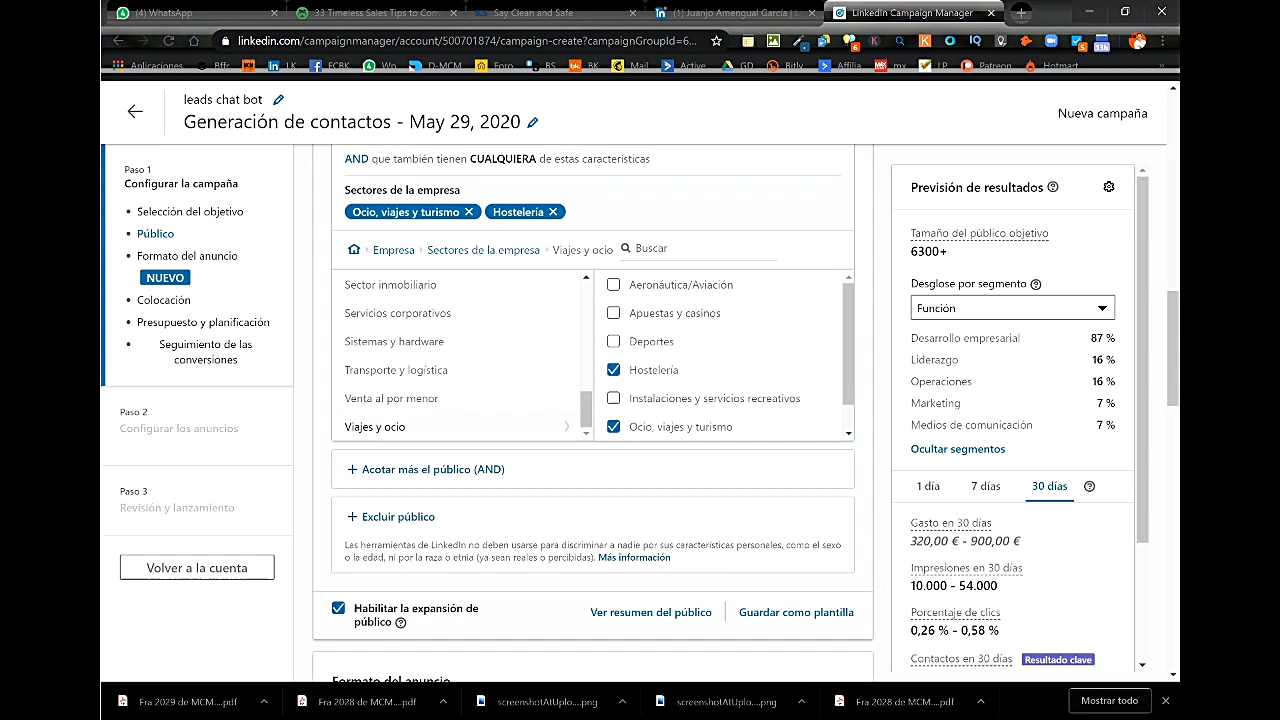 (4) WhatsApp
33 Timeless Sales Tips to Con
Say Clean and Safe
(1) Juanjo Amengual García | L
LinkedIn Campaign Manager
linkedin.com/campaignmanager/account/500701874/campaign-create?campaignGroupId=6...
Aplicaciones
Bffr
LK
FCBK
Wp
D-MCM
Foro
BS
BK
Mail
Active
GD
Bitly
Affilia
mx
LP
Patreon
Hotmart
leads chat bot
Generación de contactos - May 29, 2020
Nueva campaña
Paso 1
Configurar la campaña
Selección del objetivo
Público
Formato del anuncio
NUEVO
Colocación
Presupuesto y planificación
Seguimiento de las
conversiones
Paso 2
Configurar los anuncios
Paso 3
Revisión y lanzamiento
Volver a la cuenta
AND que también tienen CUALQUIERA de estas características
Sectores de la empresa
Ocio, viajes y turismo
Hostelería
Empresa › Sectores de la empresa › Viajes y ocio
Buscar
Sector inmobiliario
Servicios corporativos
Sistemas y hardware
Transporte y logística
Venta al por menor
Viajes y ocio
Aeronáutica/Aviación
Apuestas y casinos
Deportes
Hostelería
Instalaciones y servicios recreativos
Ocio, viajes y turismo
+ Acotar más el público (AND)
+ Excluir público
Las herramientas de LinkedIn no deben usarse para discriminar a nadie por sus características personales, como el sexo
o la edad, ni por la raza o etnia (ya sean reales o percibidas). Más información
Habilitar la expansión de
público
Ver resumen del público
Guardar como plantilla
Formato del anuncio
Previsión de resultados
Tamaño del público objetivo
6300+
Desglose por segmento
Función
Desarrollo empresarial 87 %
Liderazgo 16 %
Operaciones 16 %
Marketing 7 %
Medios de comunicación 7 %
Ocultar segmentos
1 día
7 días
30 días
Gasto en 30 días
320,00 € - 900,00 €
Impresiones en 30 días
10.000 - 54.000
Porcentaje de clics
0,26 % - 0,58 %
Contactos en 30 días
Resultado clave
Fra 2029 de MCM....pdf
Fra 2028 de MCM....pdf
screenshotAtUplo....png
screenshotAtUplo....png
Fra 2028 de MCM....pdf
Mostrar todo